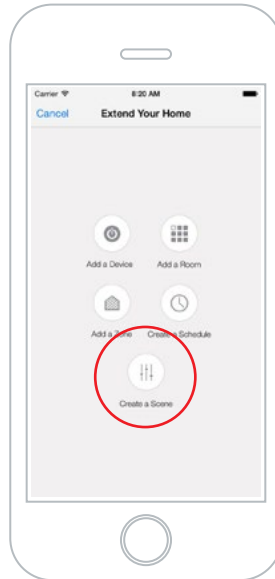 Carrier 8:20 AM
Cancel Extend Your Home
Add a Device Add a Room
Add a Zone Create a Schedule
Create a Scene